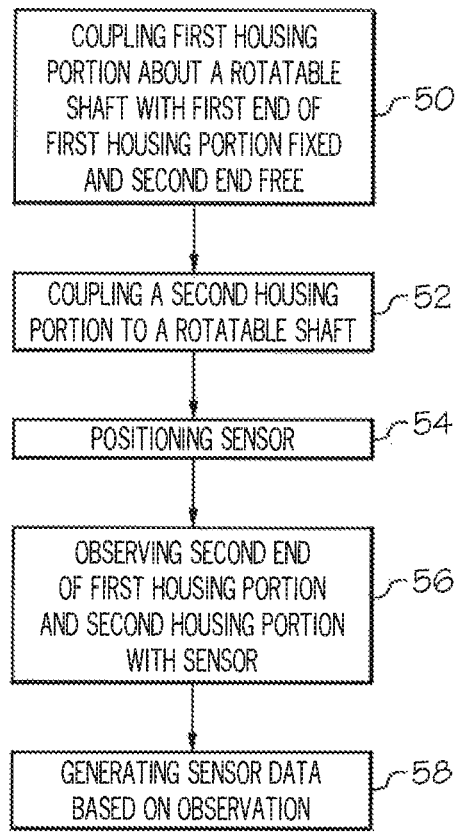 COUPLING FIRST HOUSING
PORTION ABOUT A ROTATABLE
SHAFT WITH FIRST END OF
FIRST HOUSING PORTION FIXED
AND SECOND END FREE
50
COUPLING A SECOND HOUSING
PORTION TO A ROTATABLE SHAFT
52
POSITIONING SENSOR
54
OBSERVING SECOND END
OF FIRST HOUSING PORTION
AND SECOND HOUSING PORTION
WITH SENSOR
56
GENERATING SENSOR DATA
BASED ON OBSERVATION
58